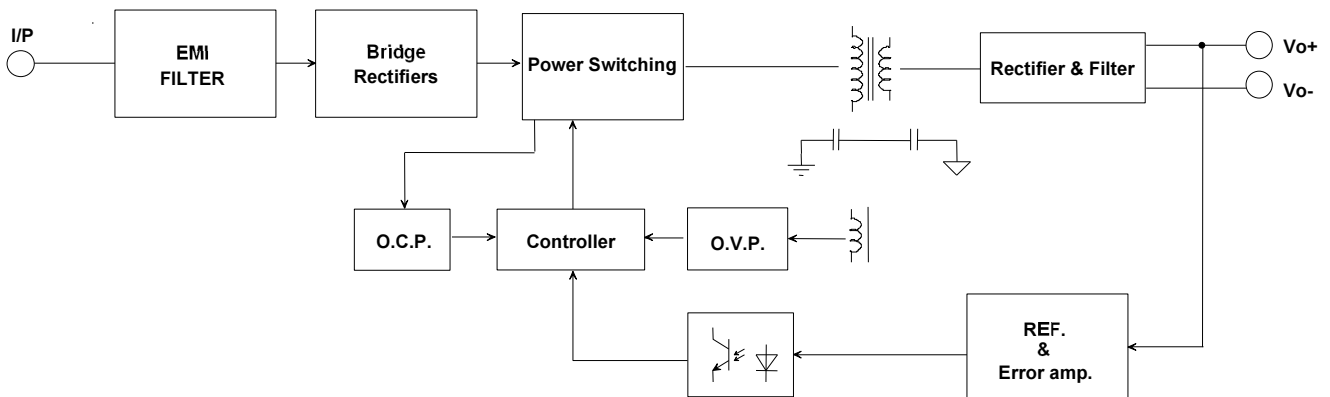 I/P
EMI
FILTER
Bridge
Rectifiers
Power Switching
Rectifier & Filter
Vo+
Vo-
O.C.P.
Controller
O.V.P.
REF.
&
Error amp.